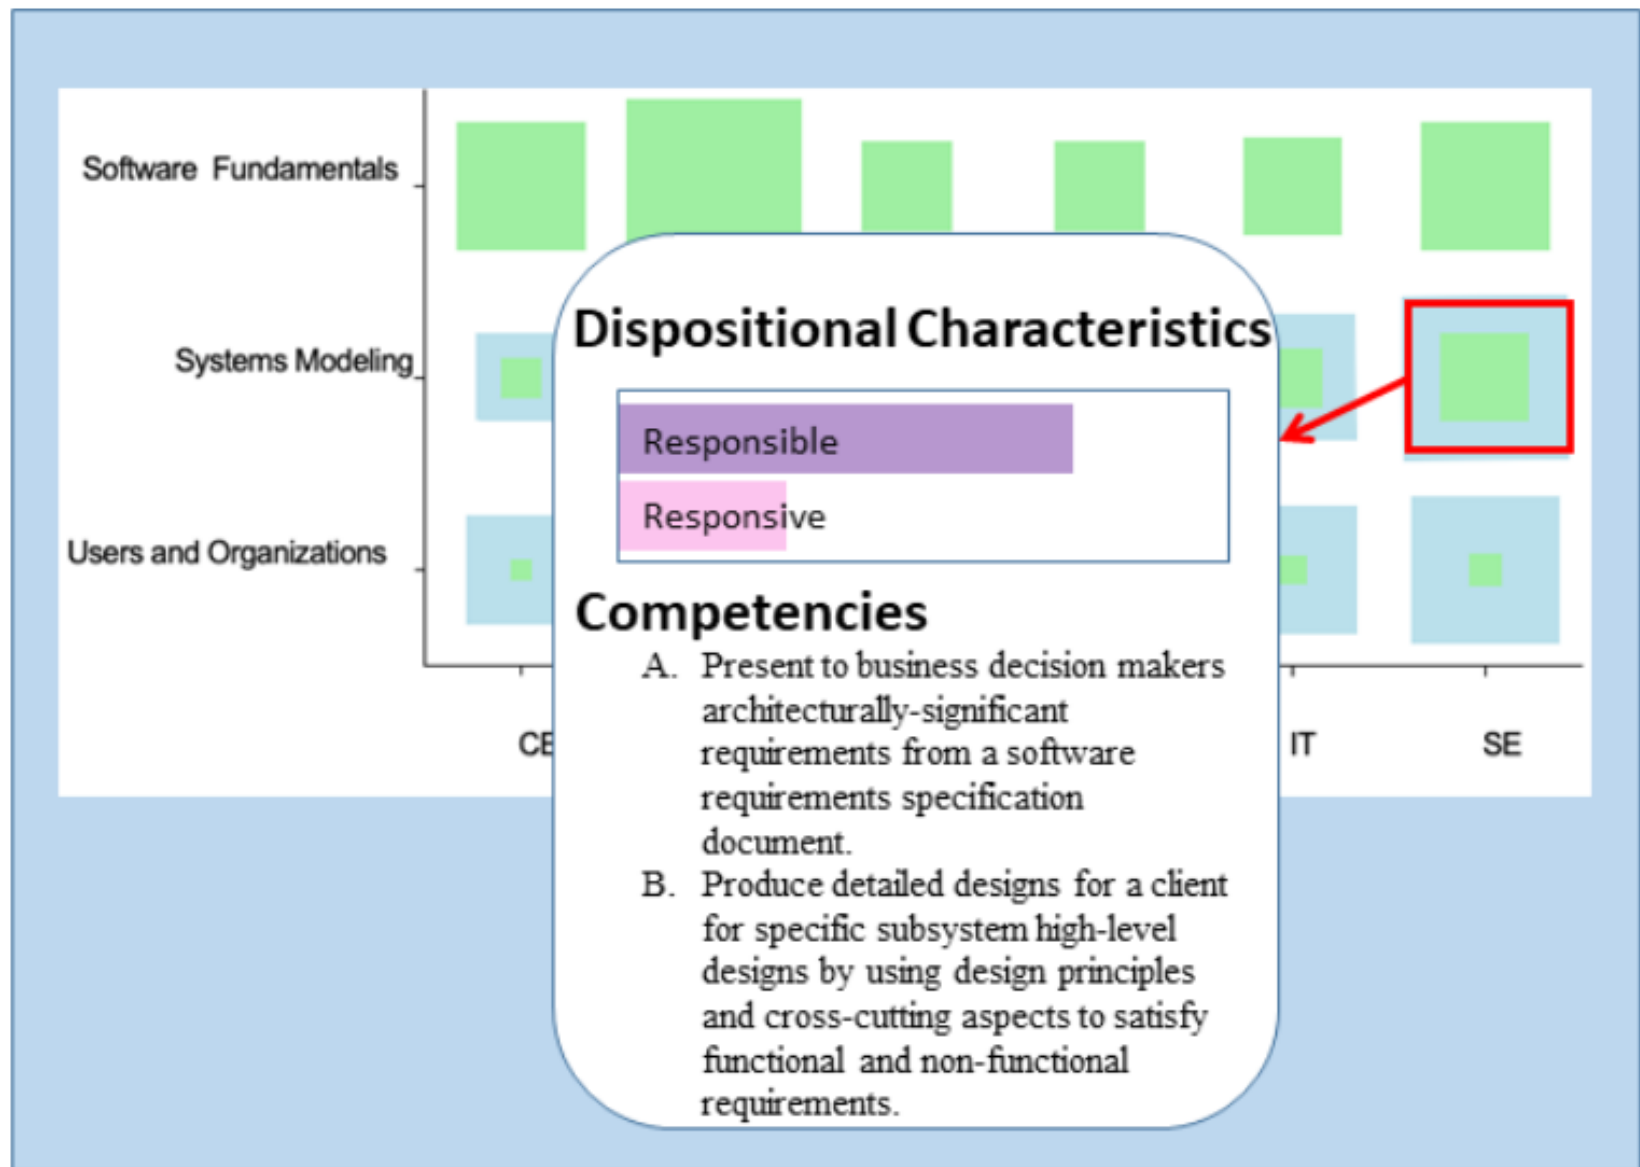 Software Fundamentals
Systems Modeling
Users and Organizations
Dispositional Characteristics
Responsible
Responsive
Competencies
A. Present to business decision makers
architecturally-significant
requirements from a software
requirements specification
document.
B. Produce detailed designs for a client
for specific subsystem high-level
designs by using design principles
and cross-cutting aspects to satisfy
functional and non-functional
requirements.
CE
IT
SE